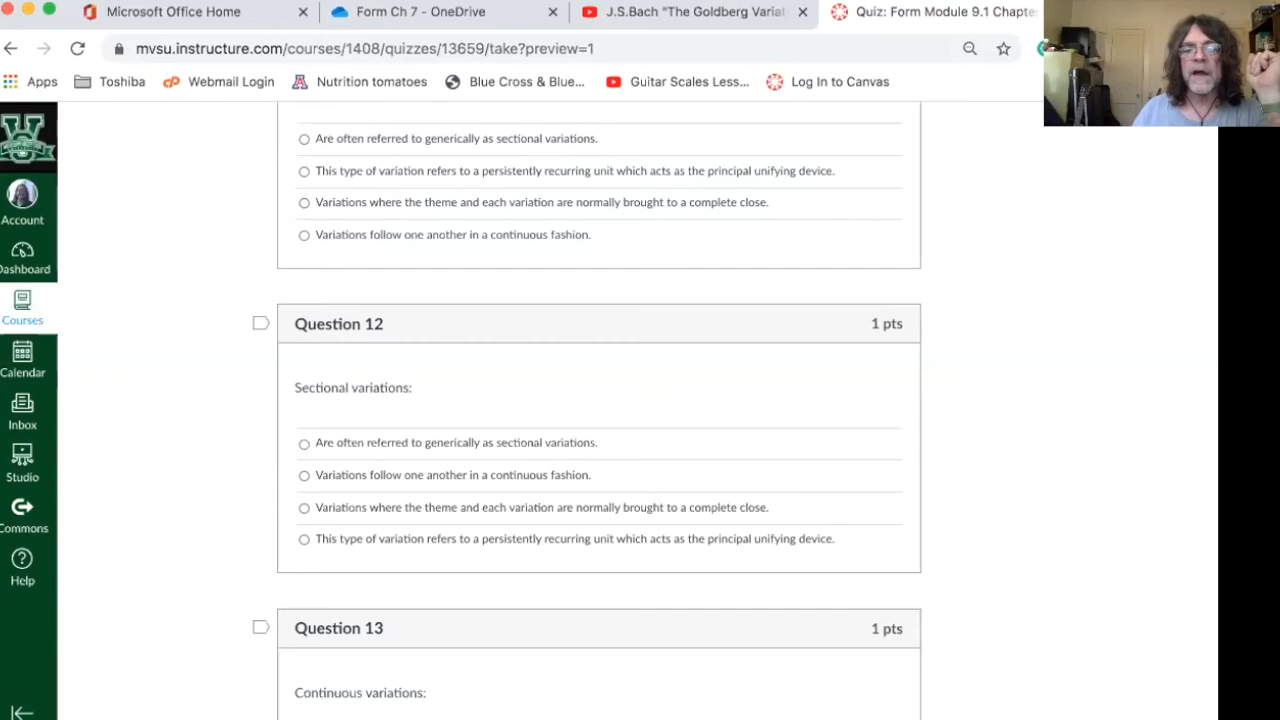 Microsoft Office Home
Form Ch 7 - OneDrive
J.S.Bach "The Goldberg Variat
Quiz: Form Module 9.1 Chapte
mvsu.instructure.com/courses/1408/quizzes/13659/take?preview=1
Apps
Toshiba
Webmail Login
Nutrition tomatoes
Blue Cross & Blue...
Guitar Scales Less...
Log In to Canvas
Are often referred to generically as sectional variations.
This type of variation refers to a persistently recurring unit which acts as the principal unifying device.
Variations where the theme and each variation are normally brought to a complete close.
Variations follow one another in a continuous fashion.
Account
Dashboard
Courses
Calendar
Inbox
Studio
Commons
Help
Question 12
1 pts
Sectional variations:
Are often referred to generically as sectional variations.
Variations follow one another in a continuous fashion.
Variations where the theme and each variation are normally brought to a complete close.
This type of variation refers to a persistently recurring unit which acts as the principal unifying device.
Question 13
1 pts
Continuous variations: